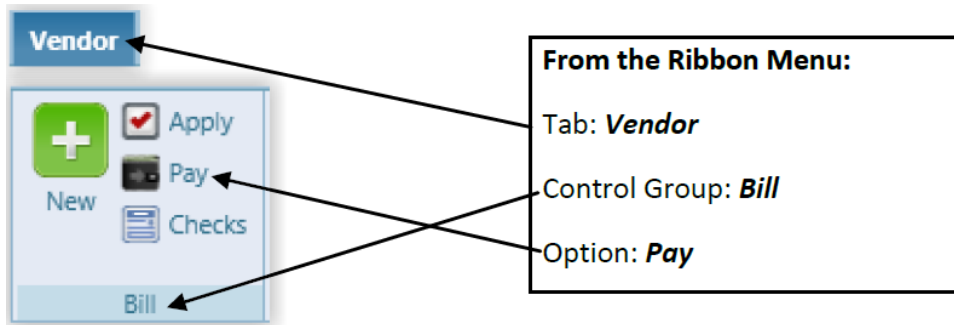 Vendor
Apply
Pay
New
Checks
Bill
From the Ribbon Menu:
Tab: Vendor
Control Group: Bill
Option: Pay